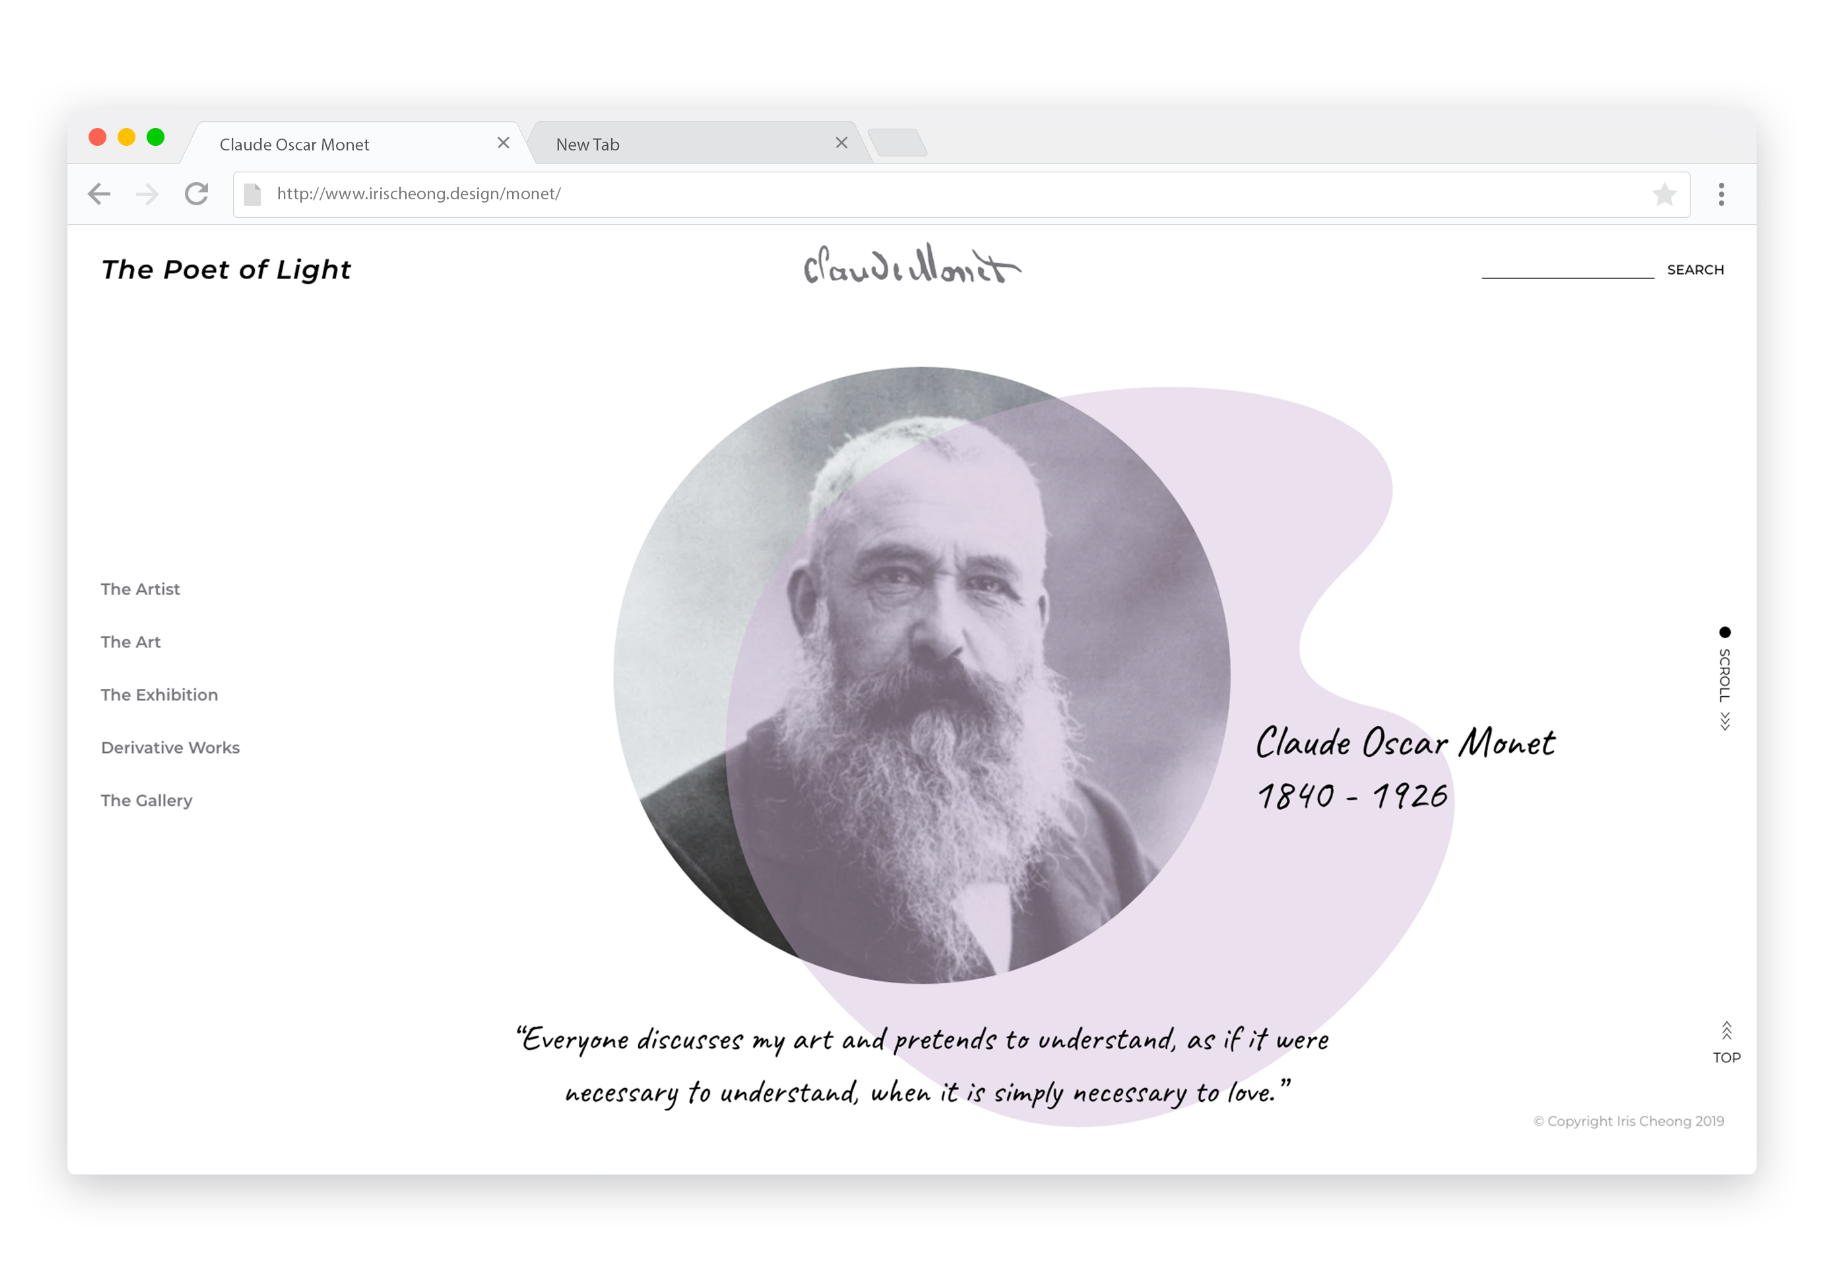 Claude Oscar Monet
New Tab
http://www.irischeong.design/monet/
The Poet of Light
Claude Monet
SEARCH
The Artist
The Art
The Exhibition
Derivative Works
The Gallery
SCROLL
Claude Oscar Monet
1840 - 1926
“Everyone discusses my art and pretends to understand, as if it were
necessary to understand, when it is simply necessary to love.”
TOP
© Copyright Iris Cheong 2019